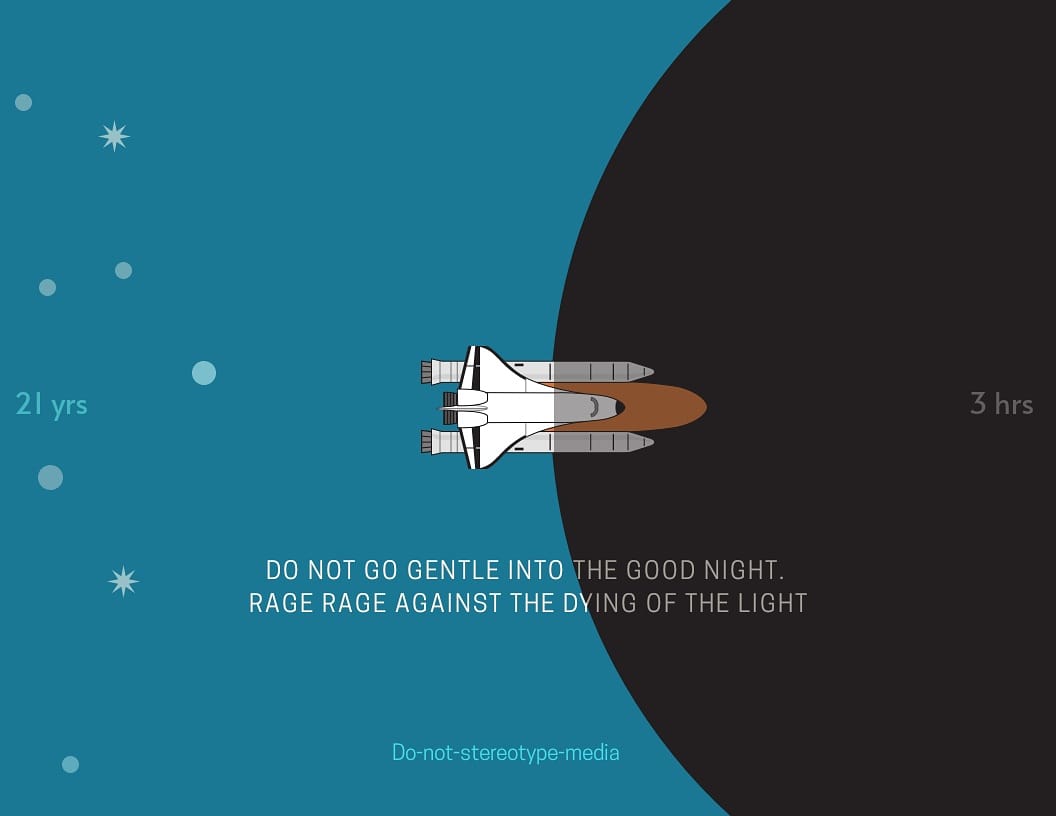 21 yrs
3 hrs
DO NOT GO GENTLE INTO THE GOOD NIGHT.
RAGE RAGE AGAINST THE DYING OF THE LIGHT
Do-not-stereotype-media